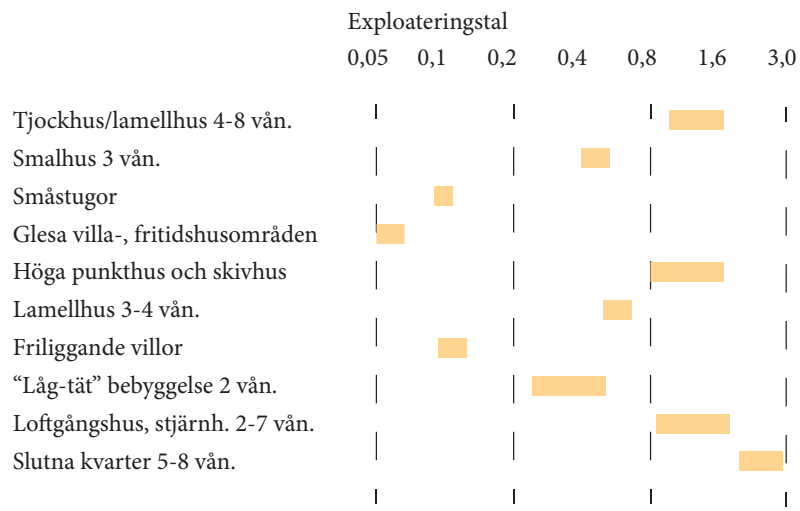 Exploateringstal
0,05 0,1 0,2 0,4 0,8 1,6 3,0
Tjockhus/lamellhus 4-8 vån.
Smalhus 3 vån.
Småstugor
Glesa villa-, fritidshusområden
Höga punkthus och skivhus
Lamellhus 3-4 vån.
Friliggande villor
“Låg-tät” bebyggelse 2 vån.
Loftgångshus, stjärnh. 2-7 vån.
Slutna kvarter 5-8 vån.